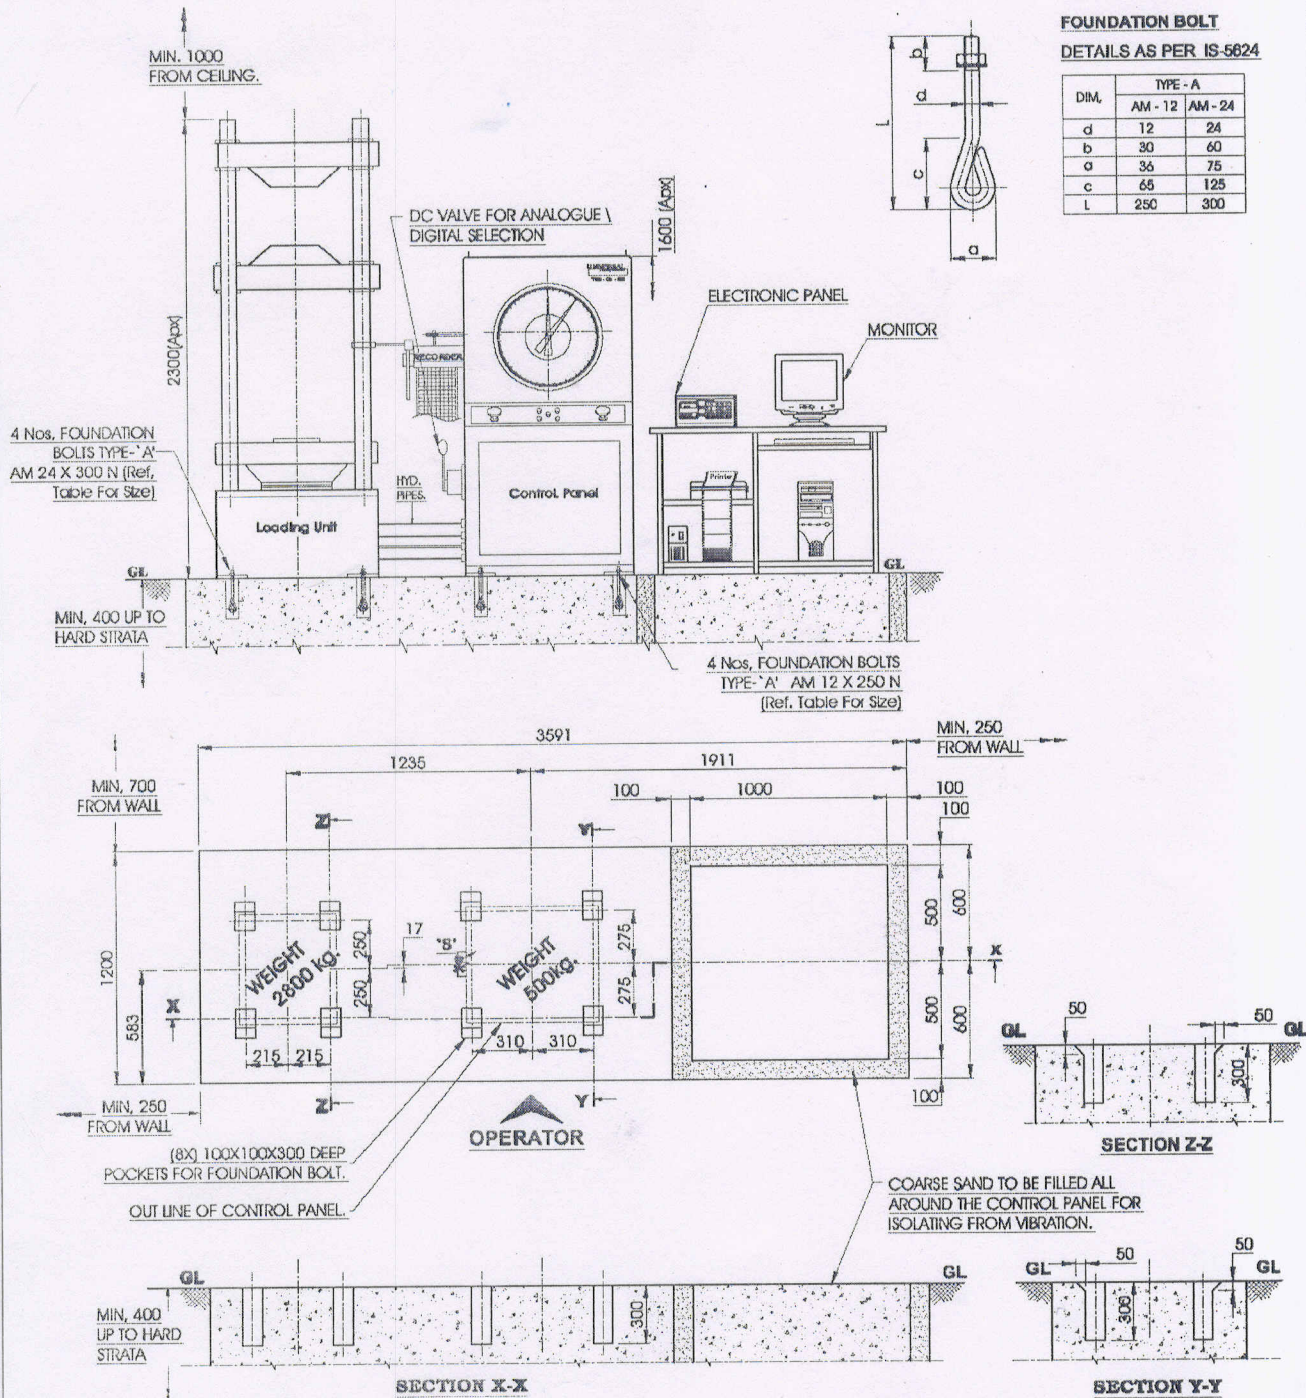 MIN. 1000
FROM CEILING.
FOUNDATION BOLT
DETAILS AS PER IS-5624
DIM,
TYPE - A
AM - 12 AM - 24
d 12 24
b 30 60
a 36 75
c 65 125
L 250 300
b
d
L
c
a
DC VALVE FOR ANALOGUE \
DIGITAL SELECTION
1600 (Apx)
2300(Apx)
ELECTRONIC PANEL
MONITOR
RECORDER
4 Nos, FOUNDATION
BOLTS TYPE-`A'
AM 24 X 300 N (Ref,
Table For Size)
HYD.
PIPES.
Control Panel
Printer
Loading Unit
GL
GL
MIN, 400 UP TO
HARD STRATA
4 Nos, FOUNDATION BOLTS
TYPE-`A' AM 12 X 250 N
(Ref. Table For Size)
3591
MIN, 250
FROM WALL
1235
1911
MIN, 700
FROM WALL
100
1000
100
100
Z
Y
1200
583
17
'S'
250
250
275
275
500
500
600
600
WEIGHT
2800 kg.
WEIGHT
500kg.
X
X
215
215
310
310
100
Z
Y
MIN, 250
FROM WALL
OPERATOR
(8X) 100X100X300 DEEP
POCKETS FOR FOUNDATION BOLT.
OUT LINE OF CONTROL PANEL.
50
50
GL
GL
300
SECTION Z-Z
COARSE SAND TO BE FILLED ALL
AROUND THE CONTROL PANEL FOR
ISOLATING FROM VIBRATION.
GL
GL
MIN, 400
UP TO HARD
STRATA
300
SECTION X-X
50
50
GL
GL
300
SECTION Y-Y